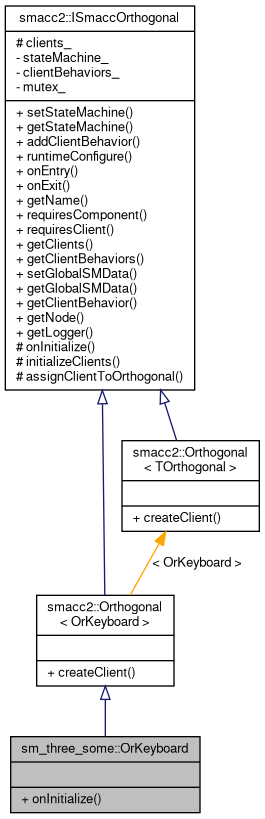 smacc2::ISmaccOrthogonal
# clients_
- stateMachine_
- clientBehaviors_
- mutex_
+ setStateMachine()
+ getStateMachine()
+ addClientBehavior()
+ runtimeConfigure()
+ onEntry()
+ onExit()
+ getName()
+ requiresComponent()
+ requiresClient()
+ getClients()
+ getClientBehaviors()
+ setGlobalSMData()
+ getGlobalSMData()
+ getClientBehavior()
+ getNode()
+ getLogger()
# onInitialize()
# initializeClients()
# assignClientToOrthogonal()
smacc2::Orthogonal
< TOrthogonal >
+ createClient()
< OrKeyboard >
smacc2::Orthogonal
< OrKeyboard >
+ createClient()
sm_three_some::OrKeyboard
+ onInitialize()